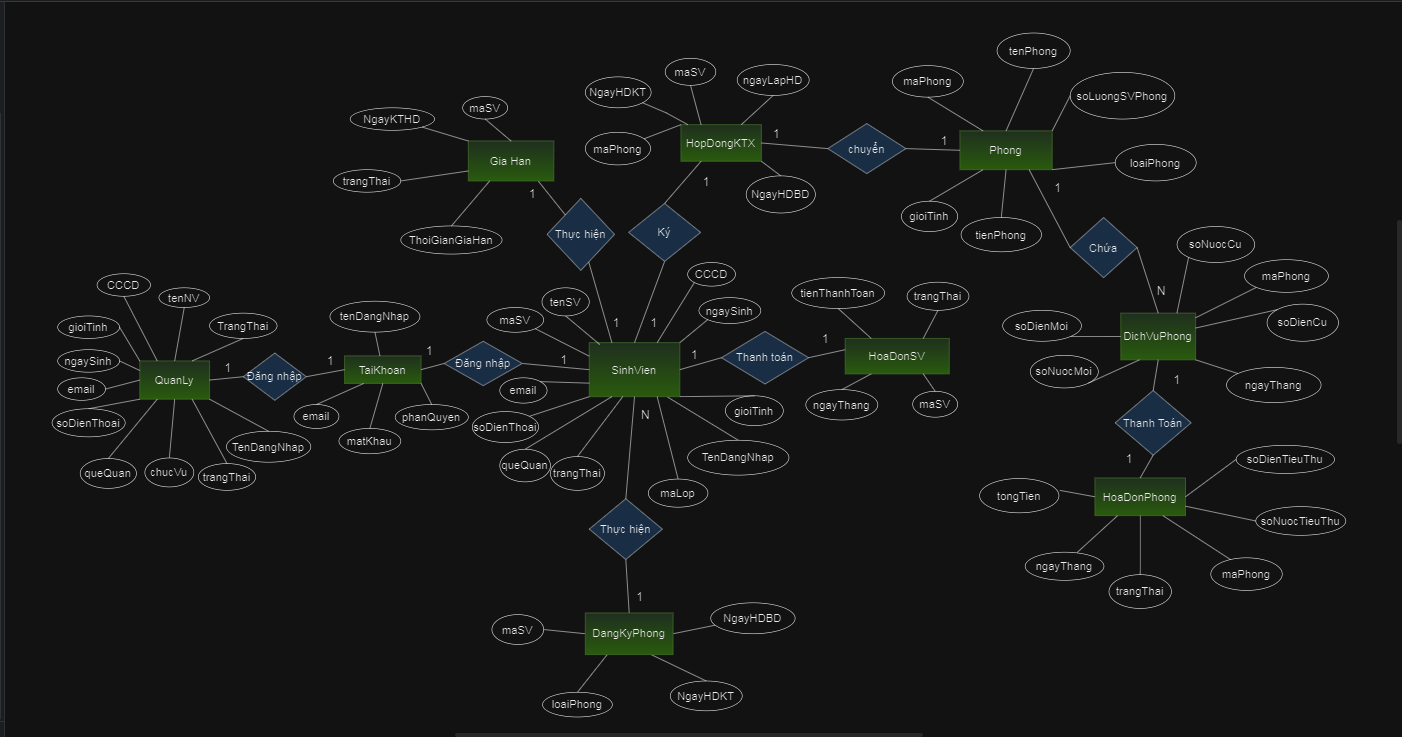 tenPhong
maSV
ngayLapHD
maPhong
NgayHDKT
soLuongSVPhong
maSV
NgayKTHD
HopDongKTX
1
chuyển
1
Phong
maPhong
Gia Han
loaiPhong
trangThai
1
1
NgayHDBD
1
gioiTinh
tienPhong
ThoiGianGiaHan
Thực hiện
Ký
Chứa
soNuocCu
CCCD
maPhong
CCCD
tenNV
tenSV
tienThanhToan
trangThai
N
gioiTinh
TrangThai
tenDangNhap
maSV
1
1
ngaySinh
soDienMoi
soDienCu
DichVuPhong
ngaySinh
1
1
1
1
1
1
Thanh toán
HoaDonSV
QuanLy
Đăng nhập
TaiKhoan
Đăng nhập
SinhVien
soNuocMoi
1
ngayThang
email
email
ngayThang
maSV
soDienThoai
email
phanQuyen
soDienThoai
N
gioiTinh
Thanh Toán
TenDangNhap
matKhau
TenDangNhap
queQuan
chucVu
trangThai
queQuan
trangThai
1
soDienTieuThu
maLop
tongTien
HoaDonPhong
soNuocTieuThu
Thực hiện
ngayThang
maPhong
trangThai
1
maSV
DangKyPhong
NgayHDBD
loaiPhong
NgayHDKT